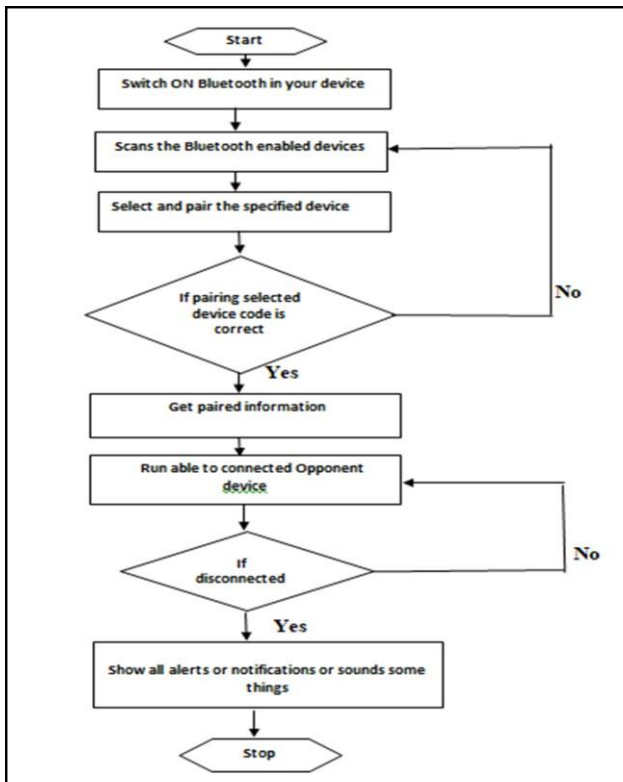 Start
Switch ON Bluetooth in your device
Scans the Bluetooth enabled devices
Select and pair the specified device
If pairing selected
device code is
correct
No
Yes
Get paired information
Run able to connected Opponent
device
If
disconnected
No
Yes
Show all alerts or notifications or sounds some
things
Stop